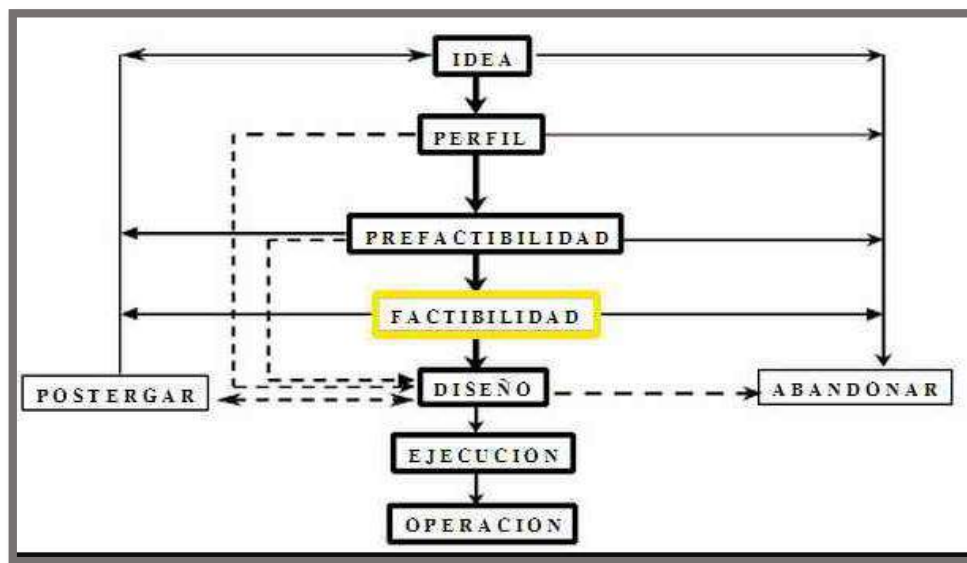 IDEA
PERFIL
PREFACTIBILIDAD
FACTIBILIDAD
POSTERGAR
DISEÑO
ABANDONAR
EJECUCION
OPERACION